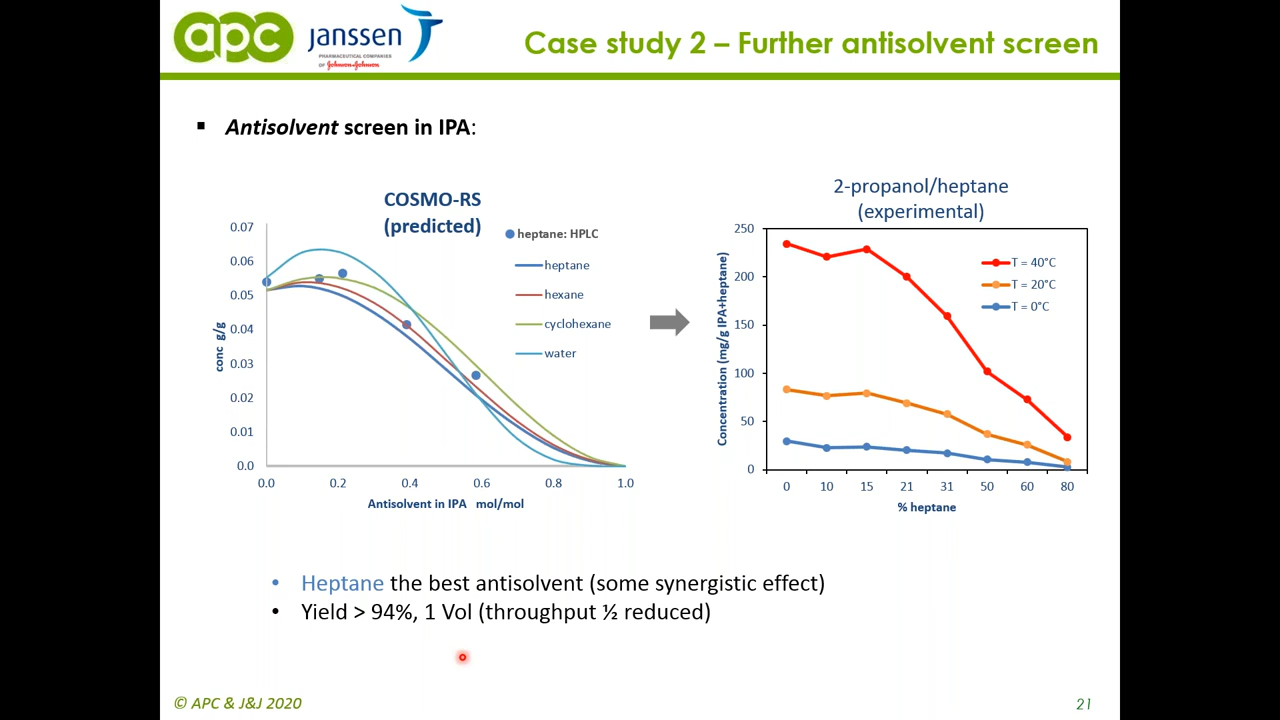 apc
janssen
PHARMACEUTICAL COMPANIES
OF Johnson & Johnson
Case study 2 – Further antisolvent screen
▪ Antisolvent screen in IPA:
COSMO-RS
(predicted)
0.07
0.06
0.05
0.04
0.03
0.02
0.01
0.0
conc g/g
0.0 0.2 0.4 0.6 0.8 1.0
Antisolvent in IPA mol/mol
heptane: HPLC
heptane
hexane
cyclohexane
water
2-propanol/heptane
(experimental)
250
200
150
100
50
0
Concentration (mg/g IPA+heptane)
T = 40°C
T = 20°C
T = 0°C
0 10 15 21 31 50 60 80
% heptane
• Heptane the best antisolvent (some synergistic effect)
• Yield > 94%, 1 Vol (throughput ½ reduced)
© APC & J&J 2020
21